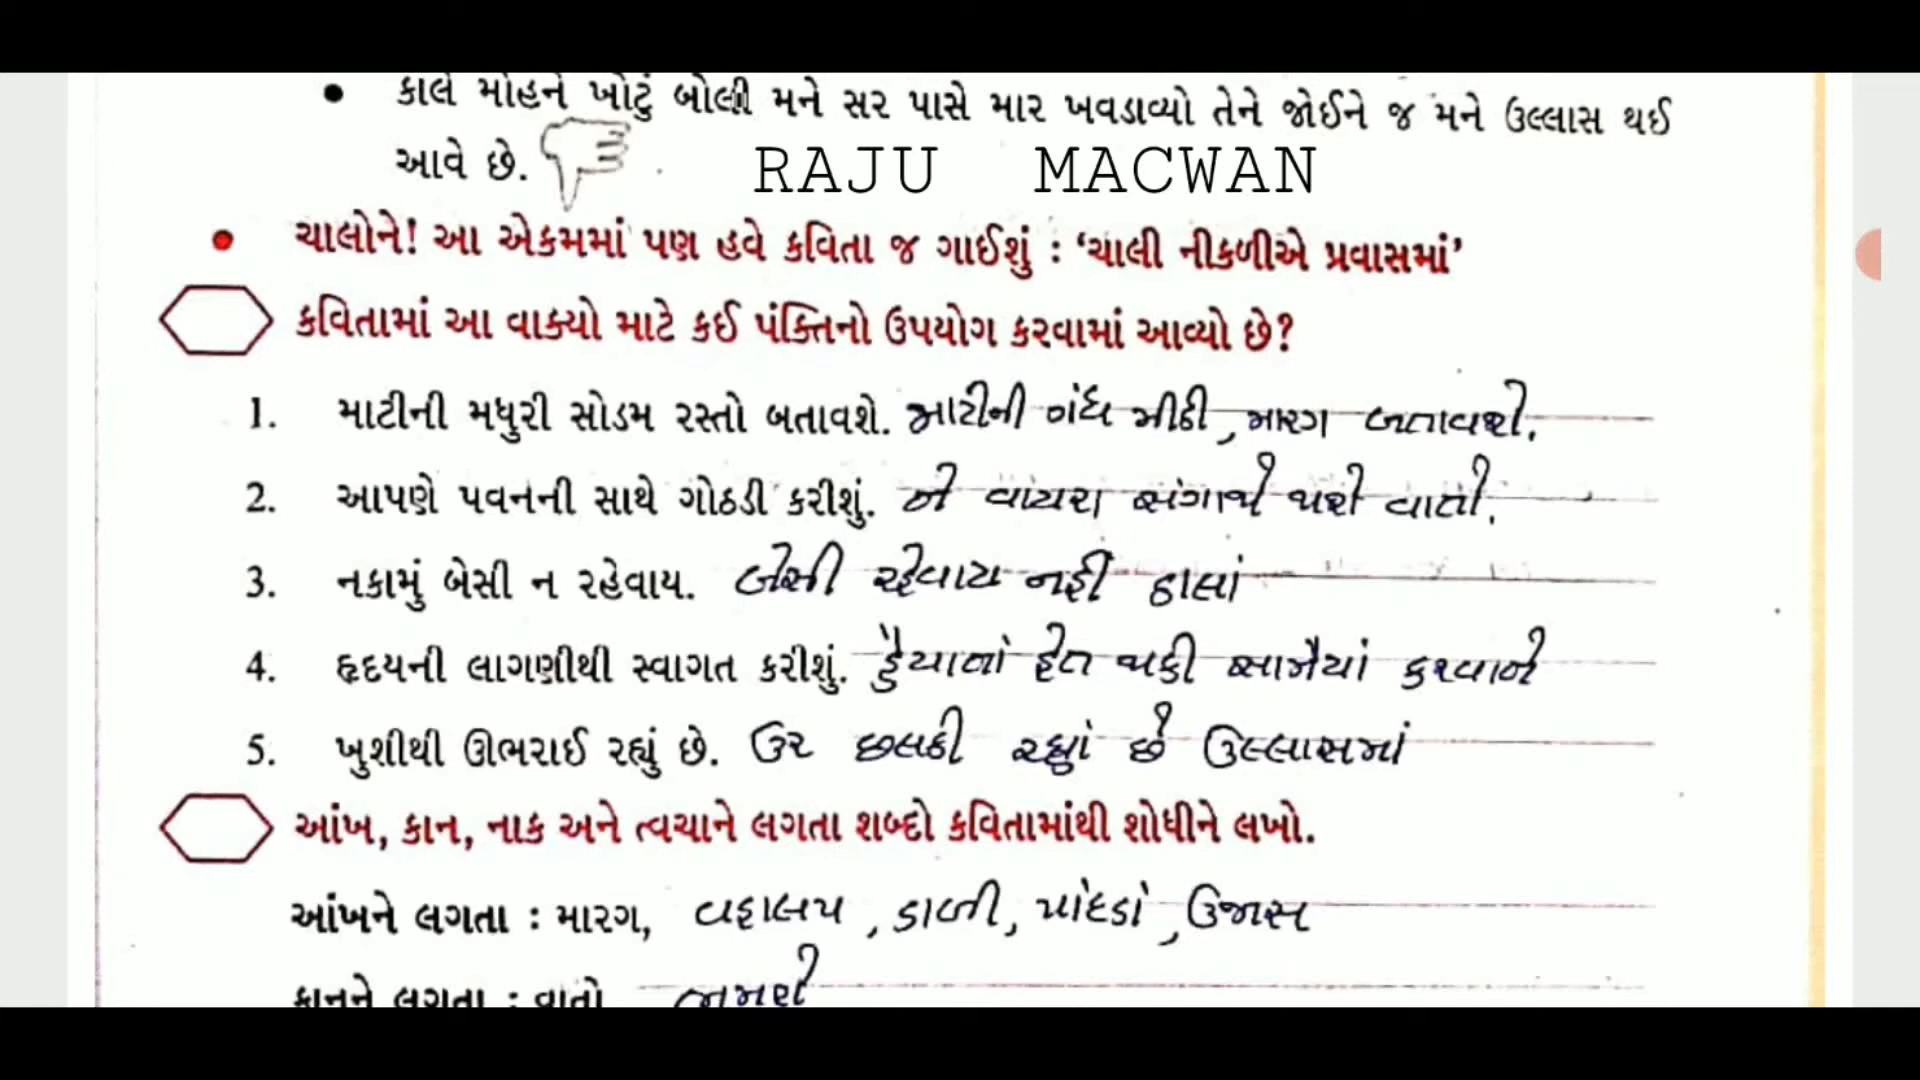 કાલે મોહને ખોટું બોલી મને સર પાસે માર ખવડાવ્યો તેને જોઈને જ મને ઉલ્લાસ થઈ
આવે છે.
RAJU MACWAN
• ચાલોને! આ એકમમાં પણ હવે કવિતા જ ગાઈશું : ‘ચાલી નીકળીએ પ્રવાસમાં’
કવિતામાં આ વાક્યો માટે કઈ પંક્તિનો ઉપયોગ કરવામાં આવ્યો છે?
1. માટીની મધુરી સોડમ રસ્તો બતાવશે. માટીની ગંધ મીઠી, મારગ બતાવશે.
2. આપણે પવનની સાથે ગોઠડી કરીશું. ને વાયરા સંગાથે થશે વાતો.
3. નકામું બેસી ન રહેવાય. બેસી રહેવાય નહીં ઠાલાં
4. હૃદયની લાગણીથી સ્વાગત કરીશું. હૈયાનાં હેત થકી સામૈયાં કરવાને
5. ખુશીથી ઊભરાઈ રહ્યું છે. ઉર છલકી રહ્યાં છે ઉલ્લાસમાં
આંખ, કાન, નાક અને ત્વચાને લગતા શબ્દો કવિતામાંથી શોધીને લખો.
આંખને લગતા : મારગ, વહાલપ, ડાળી, પાંદડાં, ઉજાસ
કાનને લગતા : વાતો